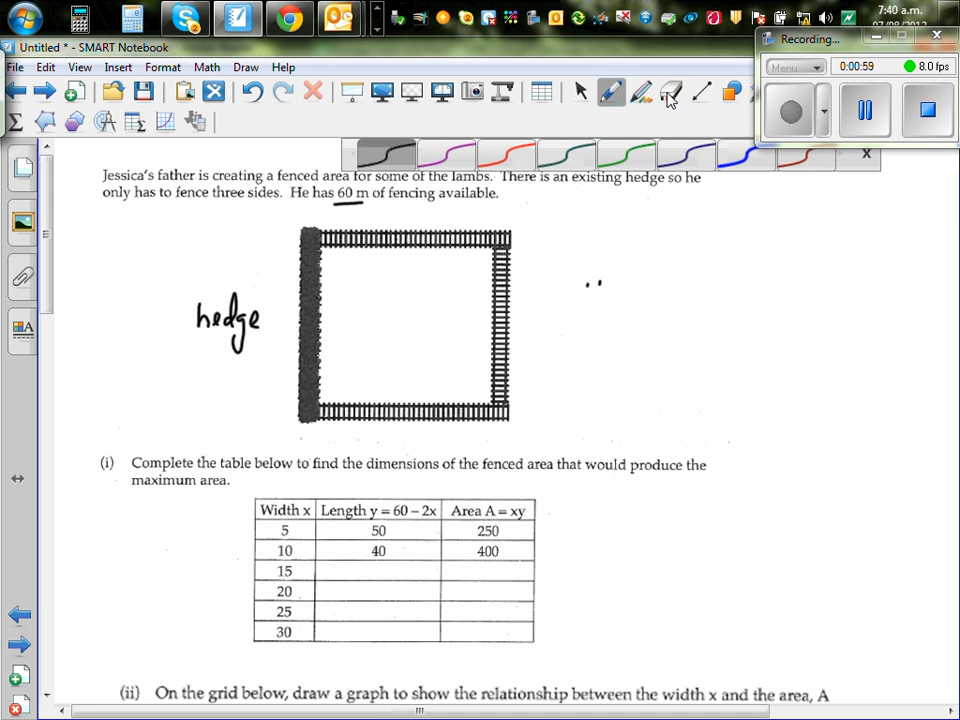 7:40 a.m.
07/08/2012
Untitled * - SMART Notebook
Recording...
File Edit View Insert Format Math Draw Help
Menu 0:00:59 8.0 fps
Jessica's father is creating a fenced area for some of the lambs. There is an existing hedge so he
only has to fence three sides. He has 60 m of fencing available.
hedge
(i) Complete the table below to find the dimensions of the fenced area that would produce the
maximum area.
Width x Length y = 60 – 2x Area A = xy
5 50 250
10 40 400
15
20
25
30
(ii) On the grid below, draw a graph to show the relationship between the width x and the area, A